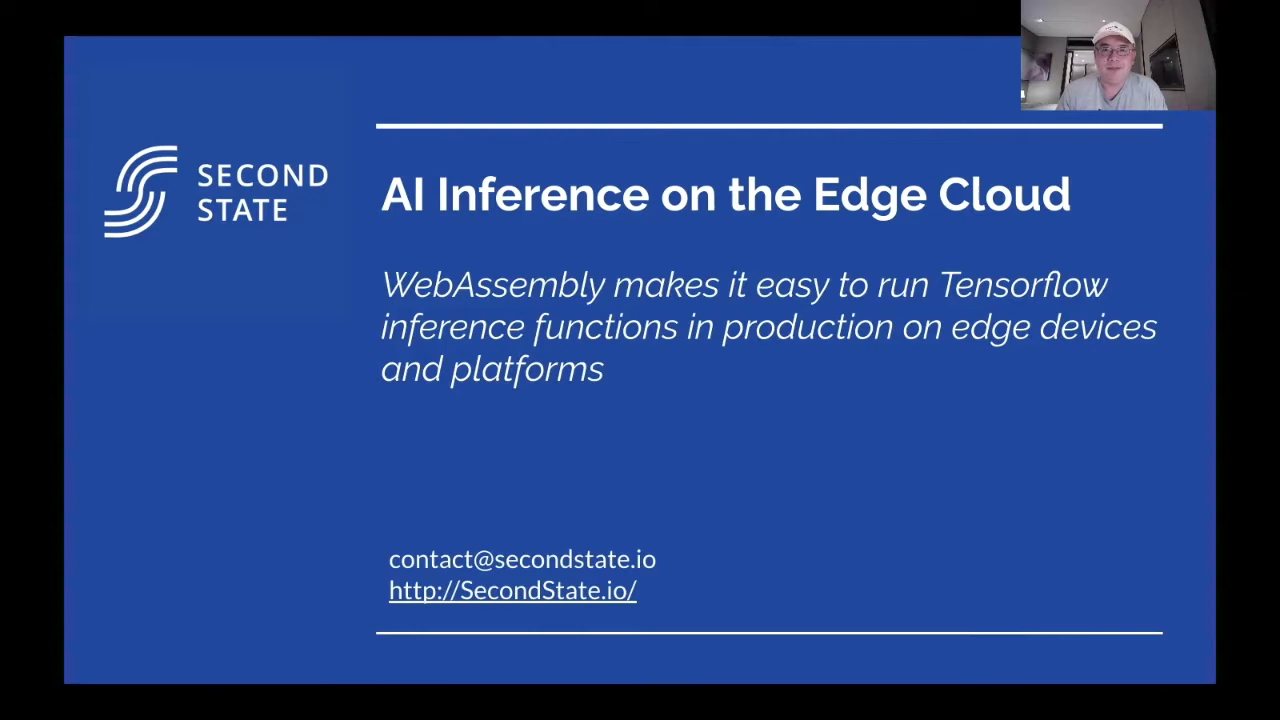 SECOND
STATE
AI Inference on the Edge Cloud
WebAssembly makes it easy to run Tensorflow
inference functions in production on edge devices
and platforms
contact@secondstate.io
http://SecondState.io/